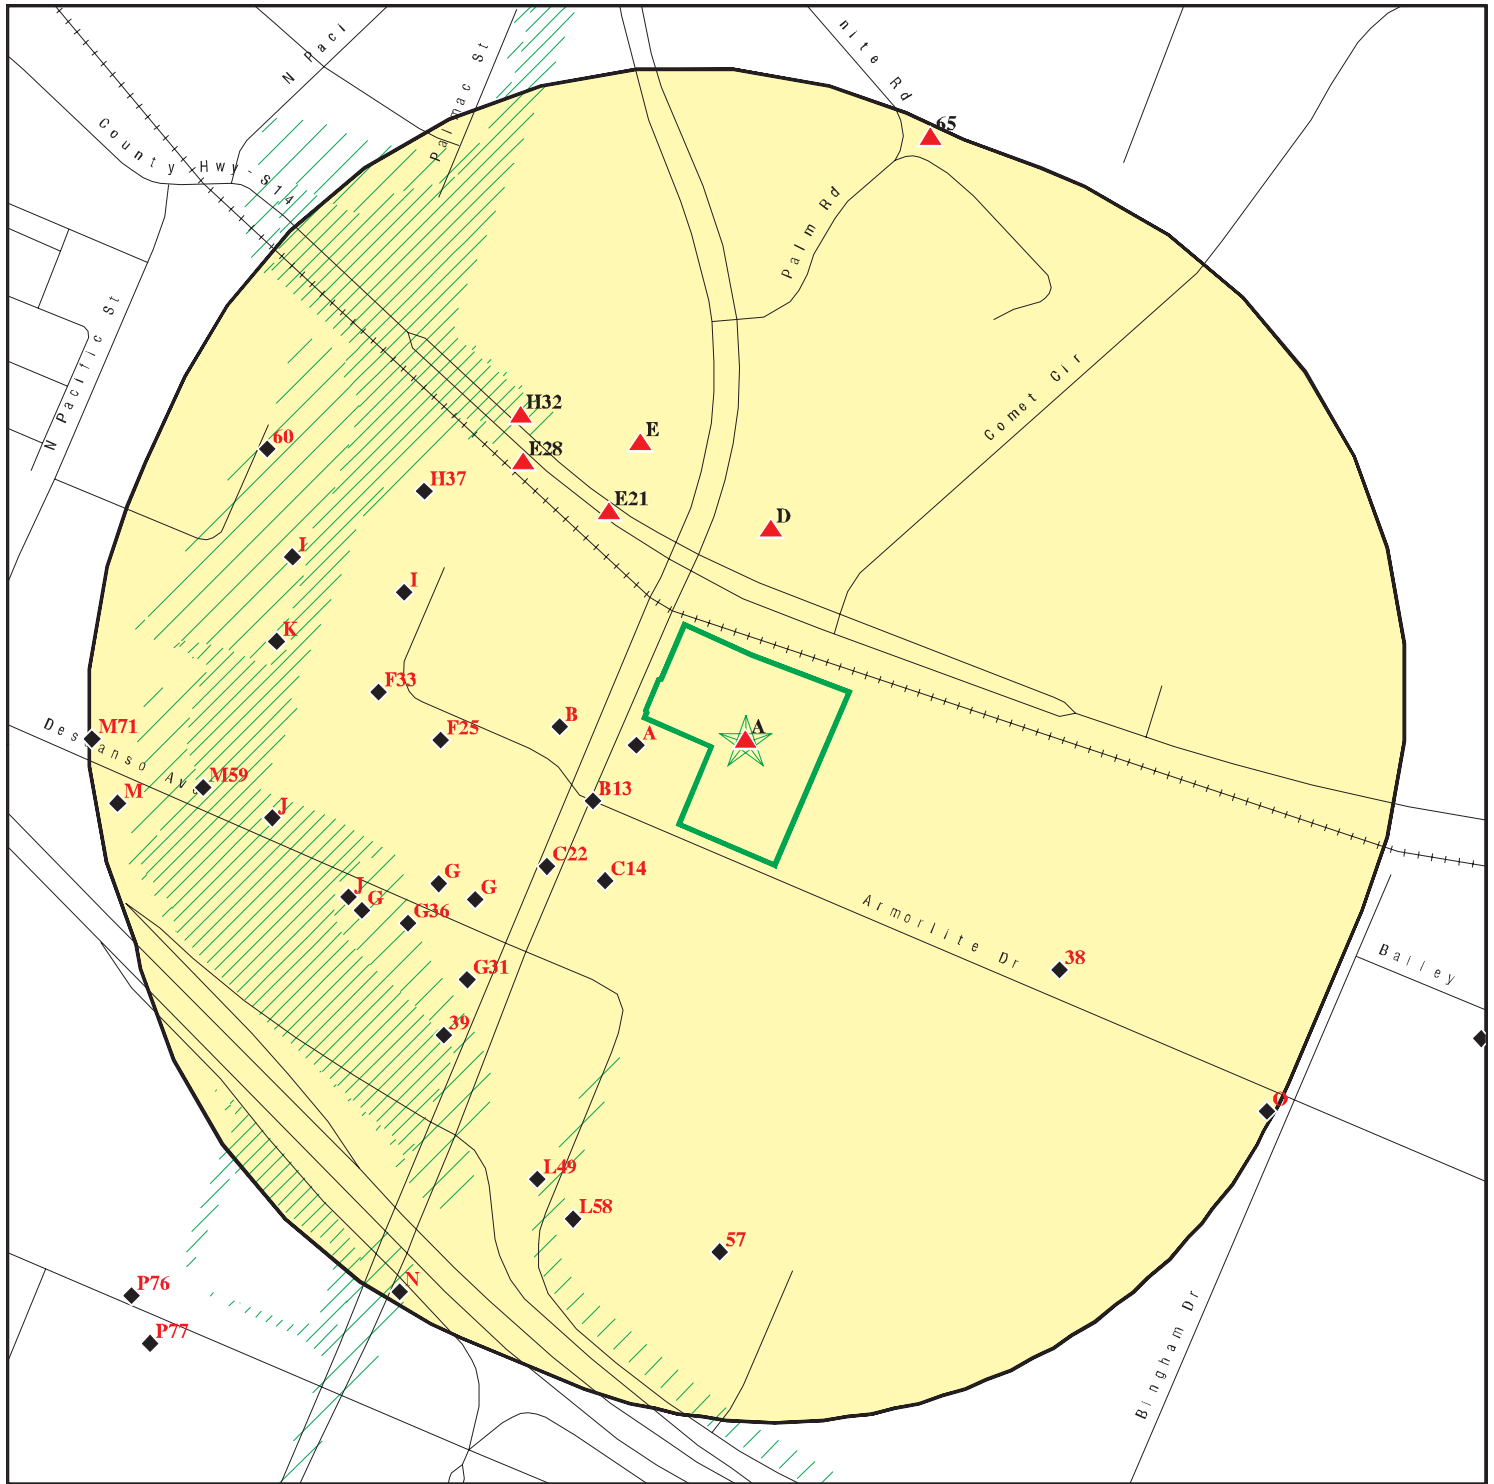 N Paci
Palmac St
nite Rd
65
County Hwy-S14
Palm Rd
N Pacific St
Comet Cir
H32
E
60
E28
H37
E21
D
I
K
F33
M71
F25
B
A
A
Descanso Ave
M59
B13
M
J
C22
C14
G
G
J
G
G36
Armorlite Dr
G31
38
Bailey
39
O
L49
L58
57
N
P76
P77
Bingham Dr